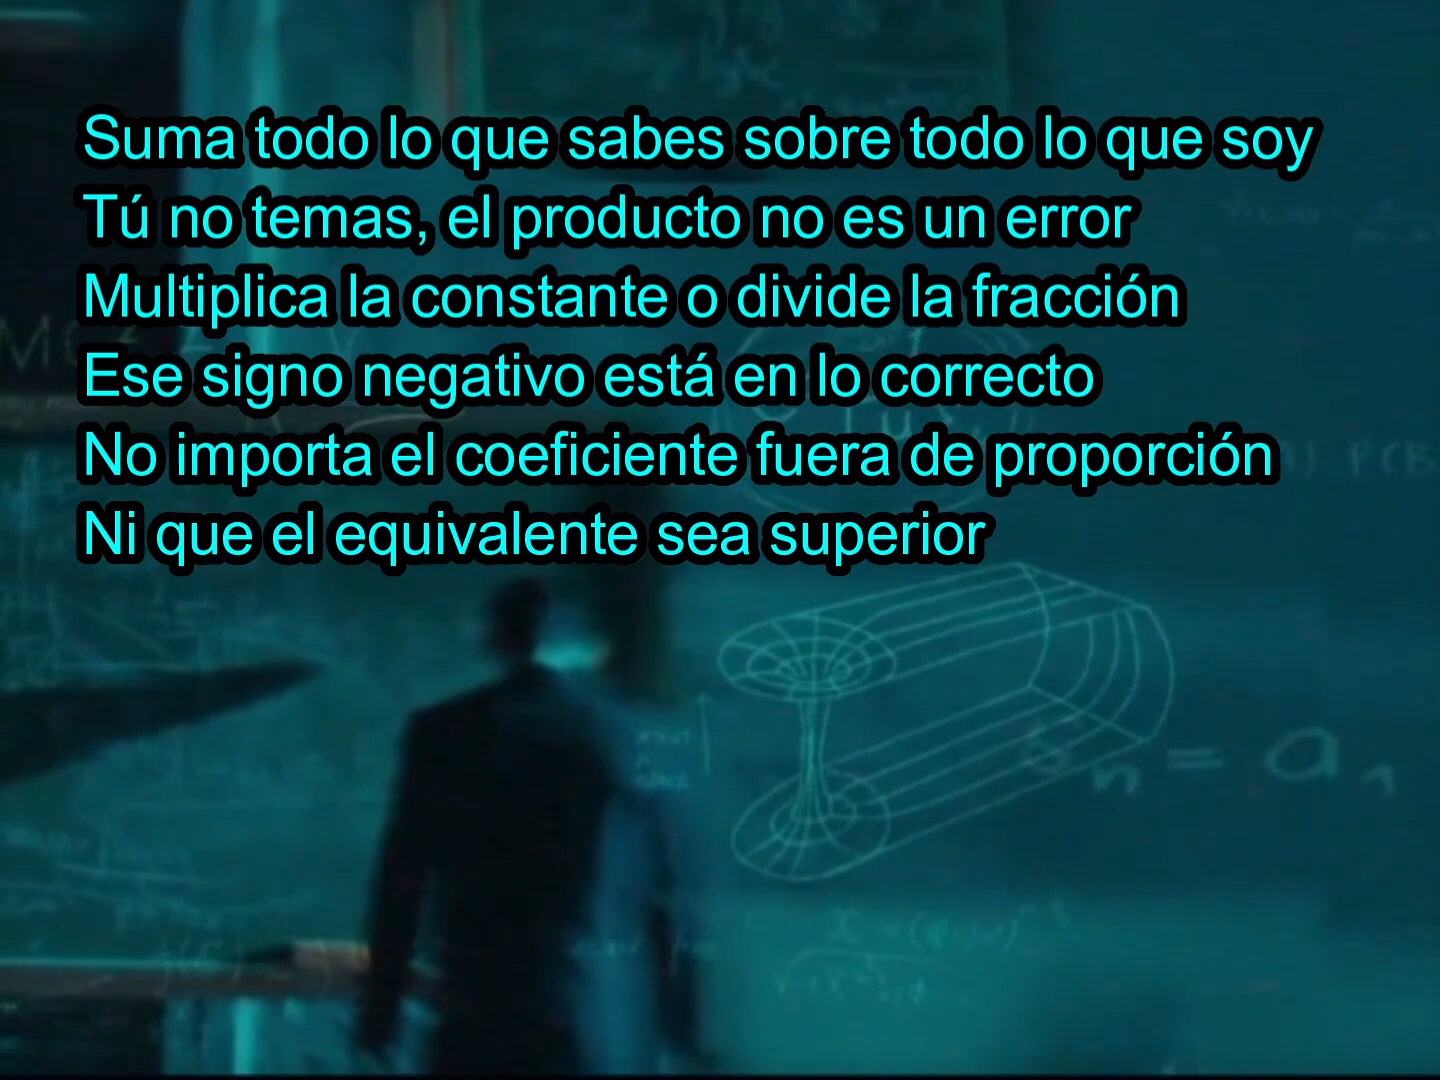 Suma todo lo que sabes sobre todo lo que soy
Tú no temas, el producto no es un error
Multiplica la constante o divide la fracción
Ese signo negativo está en lo correcto
No importa el coeficiente fuera de proporción
Ni que el equivalente sea superior